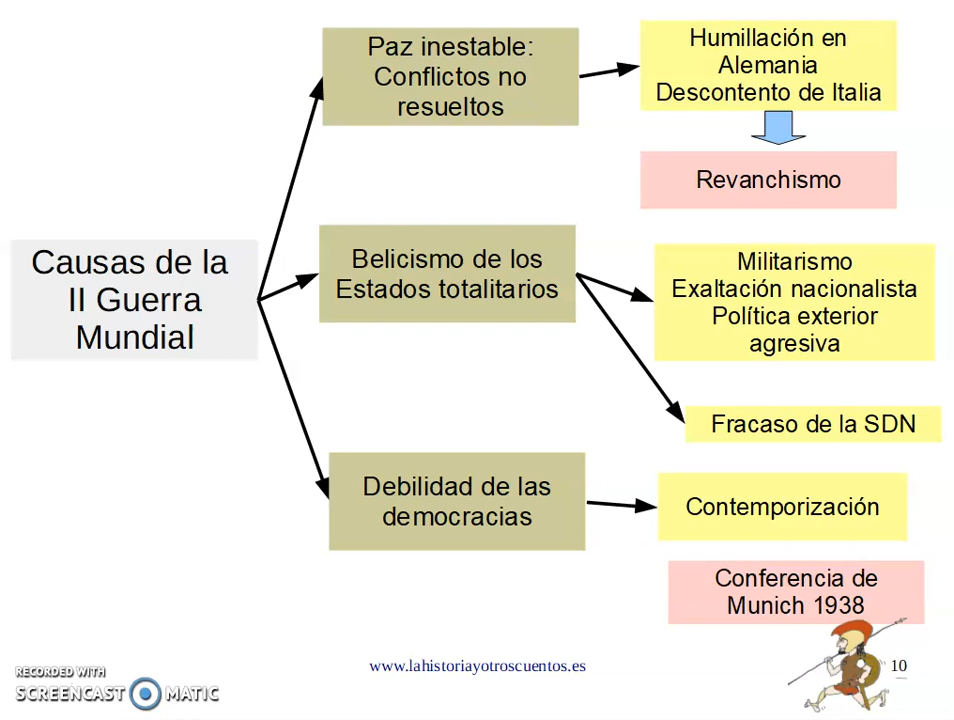 Causas de la
II Guerra
Mundial
Paz inestable:
Conflictos no
resueltos
Humillación en
Alemania
Descontento de Italia
Revanchismo
Belicismo de los
Estados totalitarios
Militarismo
Exaltación nacionalista
Política exterior
agresiva
Fracaso de la SDN
Debilidad de las
democracias
Contemporización
Conferencia de
Munich 1938
www.lahistoriayotroscuentos.es
10
RECORDED WITH
SCREENCAST MATIC